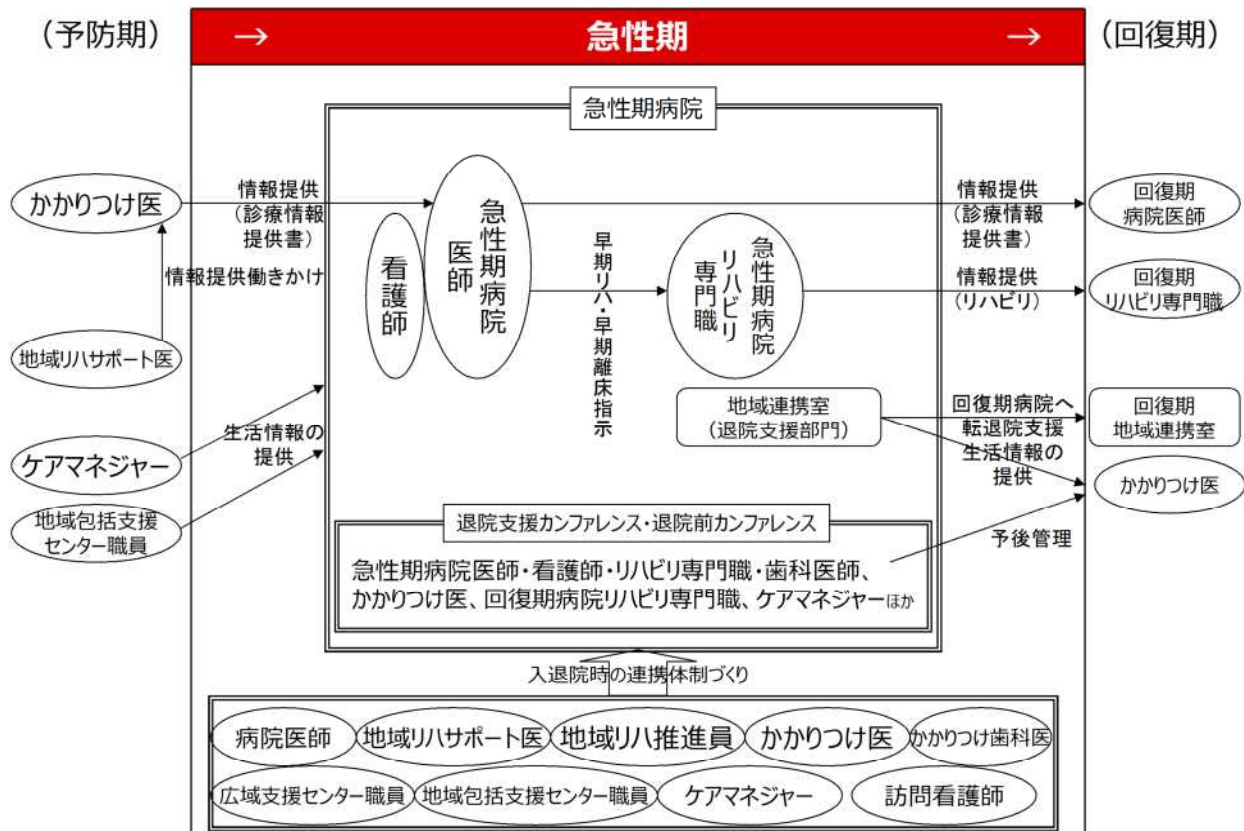 （予防期）
→ 急性期 →
（回復期）
急性期病院
かかりつけ医
情報提供
（診療情報
提供書）
急性期病院
医師
看護師
情報提供働きかけ
地域リハサポート医
早期リハ・早期離床指示
急性期病院
リハビリ
専門職
情報提供
（診療情報
提供書）
回復期
病院医師
情報提供
（リハビリ）
回復期
リハビリ専門職
ケアマネジャー
生活情報の
提供
地域包括支援
センター職員
地域連携室
（退院支援部門）
回復期病院へ
転退院支援
生活情報の
提供
回復期
地域連携室
かかりつけ医
予後管理
退院支援カンファレンス・退院前カンファレンス
急性期病院医師・看護師・リハビリ専門職・歯科医師、
かかりつけ医、回復期病院リハビリ専門職、ケアマネジャーほか
入退院時の連携体制づくり
病院医師
地域リハサポート医
地域リハ推進員
かかりつけ医
かかりつけ歯科医
広域支援センター職員
地域包括支援センター職員
ケアマネジャー
訪問看護師